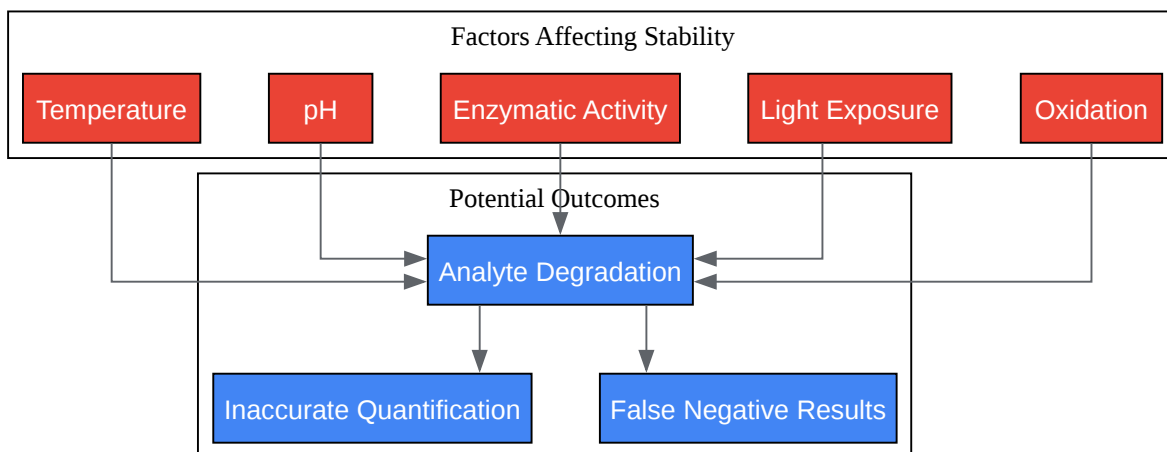 Factors Affecting Stability
Temperature
pH
Enzymatic Activity
Light Exposure
Oxidation
Potential Outcomes
Analyte Degradation
Inaccurate Quantification
False Negative Results